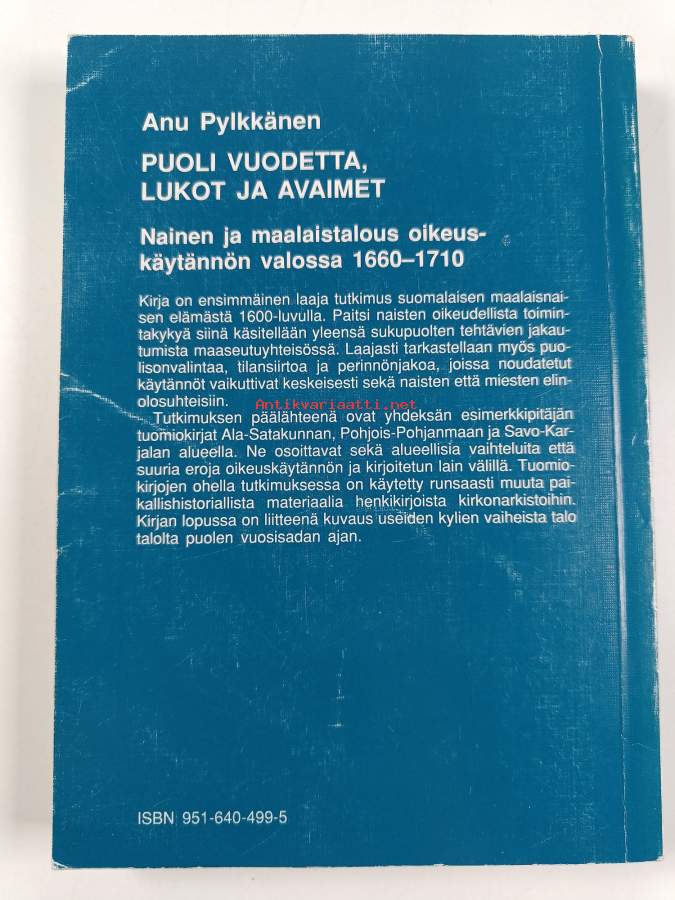 Anu Pylkkänen
PUOLI VUODETTA,
LUKOT JA AVAIMET
Nainen ja maalaistalous oikeus-
käytännön valossa 1660–1710
Kirja on ensimmäinen laaja tutkimus suomalaisen maalaisnai-
sen elämästä 1600-luvulla. Paitsi naisten oikeudellista toimin-
takykyä siinä käsitellään yleensä sukupuolten tehtävien jakau-
tumista maaseutuyhteisössä. Laajasti tarkastellaan myös puo-
lisonvalintaa, tilansiirtoa ja perinnönjakoa, joissa noudatetut
käytännöt vaikuttivat keskeisesti sekä naisten että miesten elin-
olosuhteisiin.
Antikvariaatti.net
Tutkimuksen päälähteenä ovat yhdeksän esimerkkipitäjän
tuomiokirjat Ala-Satakunnan, Pohjois-Pohjanmaan ja Savo-Kar-
jalan alueella. Ne osoittavat sekä alueellisia vaihteluita että
suuria eroja oikeuskäytännön ja kirjoitetun lain välillä. Tuomio-
kirjojen ohella tutkimuksessa on käytetty runsaasti muuta pai-
kallishistoriallista materiaalia henkikirjoista kirkonarkistoihin.
Kirjan lopussa on liitteenä kuvaus useiden kylien vaiheista talo
talolta puolen vuosisadan ajan.
ISBN 951-640-499-5